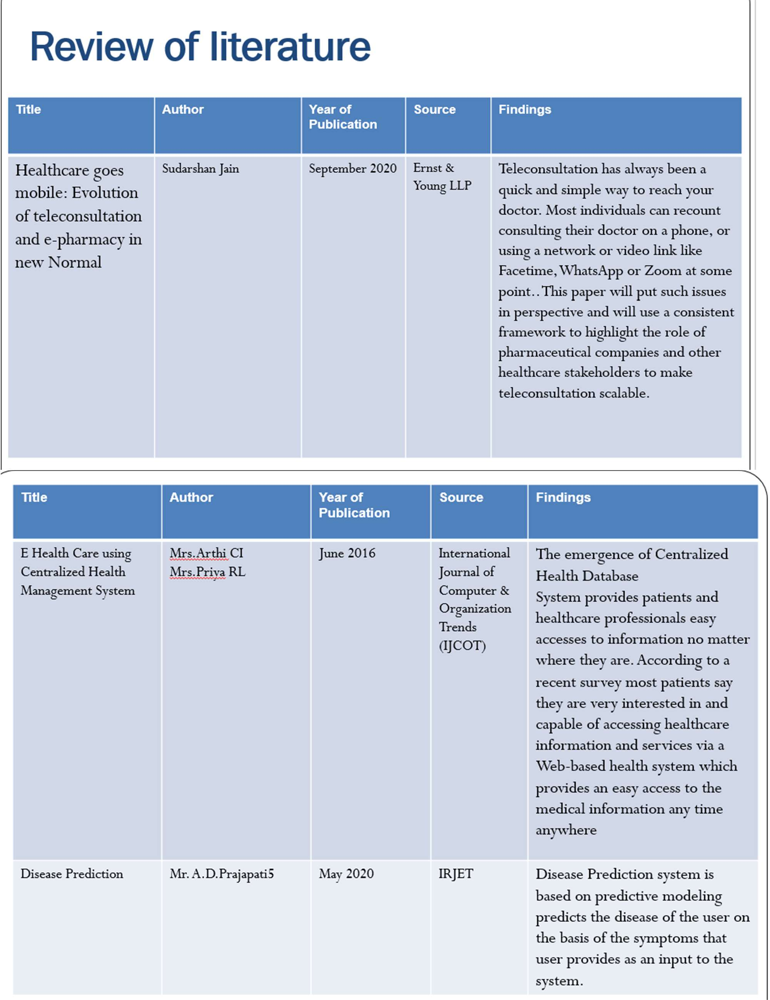 Review of literature
Title
Author
Year of
Publication
Source
Findings
Healthcare goes
mobile: Evolution
of teleconsultation
and e-pharmacy in
new Normal
Sudarshan Jain
September 2020
Ernst &
Young LLP
Teleconsultation has always been a
quick and simple way to reach your
doctor. Most individuals can recount
consulting their doctor on a phone, or
using a network or video link like
Facetime, WhatsApp or Zoom at some
point.. This paper will put such issues
in perspective and will use a consistent
framework to highlight the role of
pharmaceutical companies and other
healthcare stakeholders to make
teleconsultation scalable.
Title
Author
Year of
Publication
Source
Findings
E Health Care using
Centralized Health
Management System
Mrs.Arthi CI
Mrs.Priya RL
June 2016
International
Journal of
Computer &
Organization
Trends
(IJCOT)
The emergence of Centralized
Health Database
System provides patients and
healthcare professionals easy
accesses to information no matter
where they are. According to a
recent survey most patients say
they are very interested in and
capable of accessing healthcare
information and services via a
Web-based health system which
provides an easy access to the
medical information any time
anywhere
Disease Prediction
Mr. A.D.Prajapati5
May 2020
IRJET
Disease Prediction system is
based on predictive modeling
predicts the disease of the user on
the basis of the symptoms that
user provides as an input to the
system.